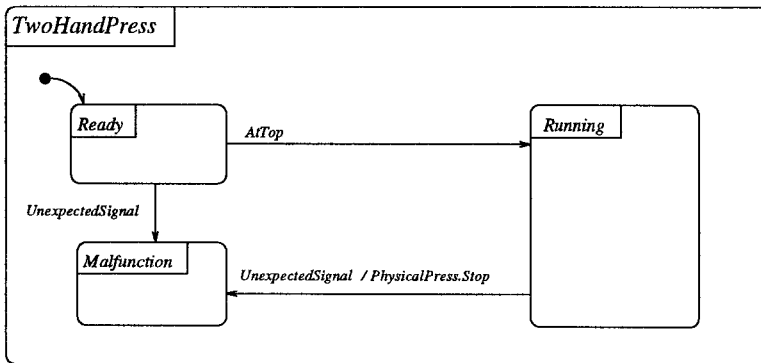 TwoHandPress
Ready
AtTop
Running
UnexpectedSignal
Malfunction
UnexpectedSignal / PhysicalPress.Stop